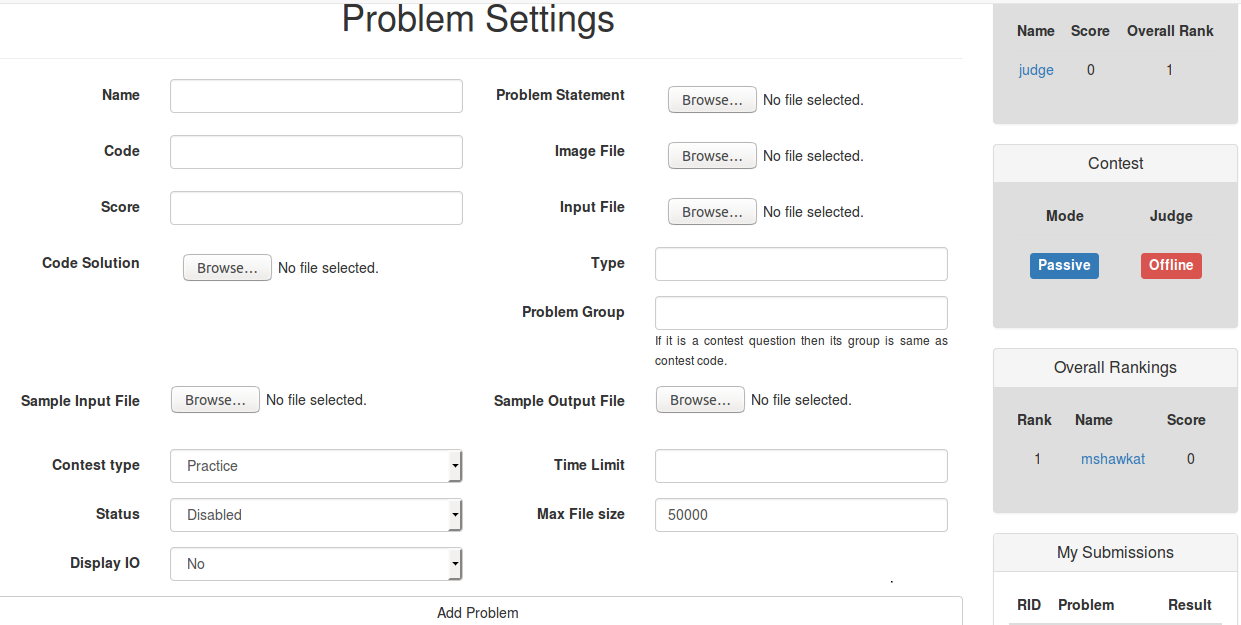 Problem Settings
Name
Problem Statement Browse... No file selected.
Code
Image File Browse... No file selected.
Score
Input File Browse... No file selected.
Code Solution Browse... No file selected.
Type
Problem Group
If it is a contest question then its group is same as
contest code.
Sample Input File Browse... No file selected.
Sample Output File Browse... No file selected.
Contest type Practice
Time Limit
Status Disabled
Max File size 50000
Display IO No
Add Problem
Name Score Overall Rank
judge 0 1
Contest
Mode Judge
Passive Offline
Overall Rankings
Rank Name Score
1 mshawkat 0
My Submissions
RID Problem Result